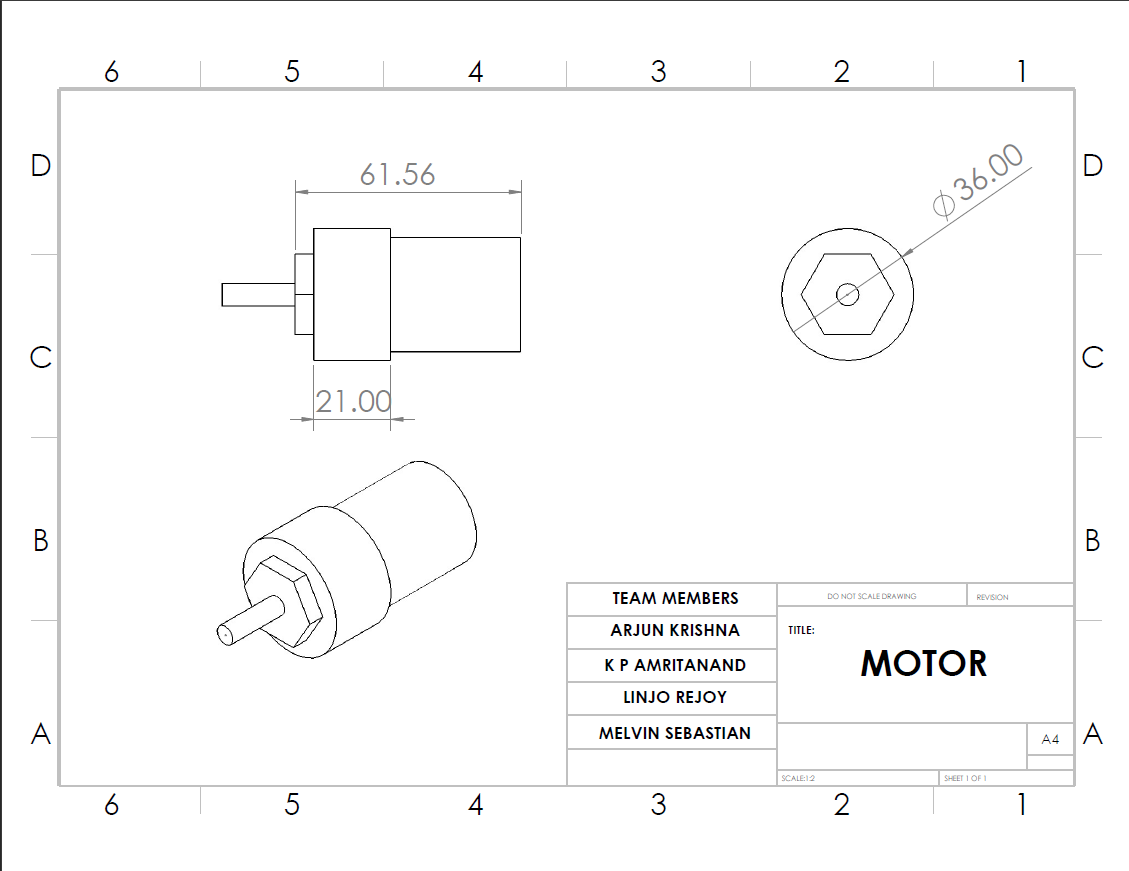 6 5 4 3 2 1
D D
61.56
⌀ 36.00
C C
21.00
B B
TEAM MEMBERS
ARJUN KRISHNA
K P AMRITANAND
LINJO REJOY
MELVIN SEBASTIAN
DO NOT SCALE DRAWING
REVISION
TITLE:
MOTOR
A A
A4
SCALE:1:2
SHEET 1 OF 1
6 5 4 3 2 1